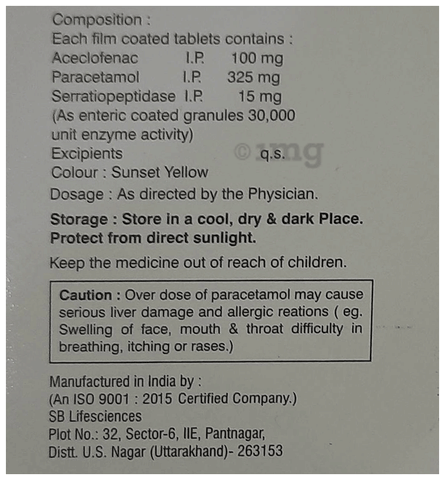 Composition :
Each film coated tablets contains :
Aceclofenac I.P. 100 mg
Paracetamol I.P. 325 mg
Serratiopeptidase I.P. 15 mg
(As enteric coated granules 30,000
unit enzyme activity)
Excipients q.s.
©1mg
Colour : Sunset Yellow
Dosage : As directed by the Physician.
Storage : Store in a cool, dry & dark Place.
Protect from direct sunlight.
Keep the medicine out of reach of children.
Caution : Over dose of paracetamol may cause
serious liver damage and allergic reations ( eg.
Swelling of face, mouth & throat difficulty in
breathing, itching or rases.)
Manufactured in India by :
(An ISO 9001 : 2015 Certified Company.)
SB Lifesciences
Plot No.: 32, Sector-6, IIE, Pantnagar,
Distt. U.S. Nagar (Uttarakhand)- 263153